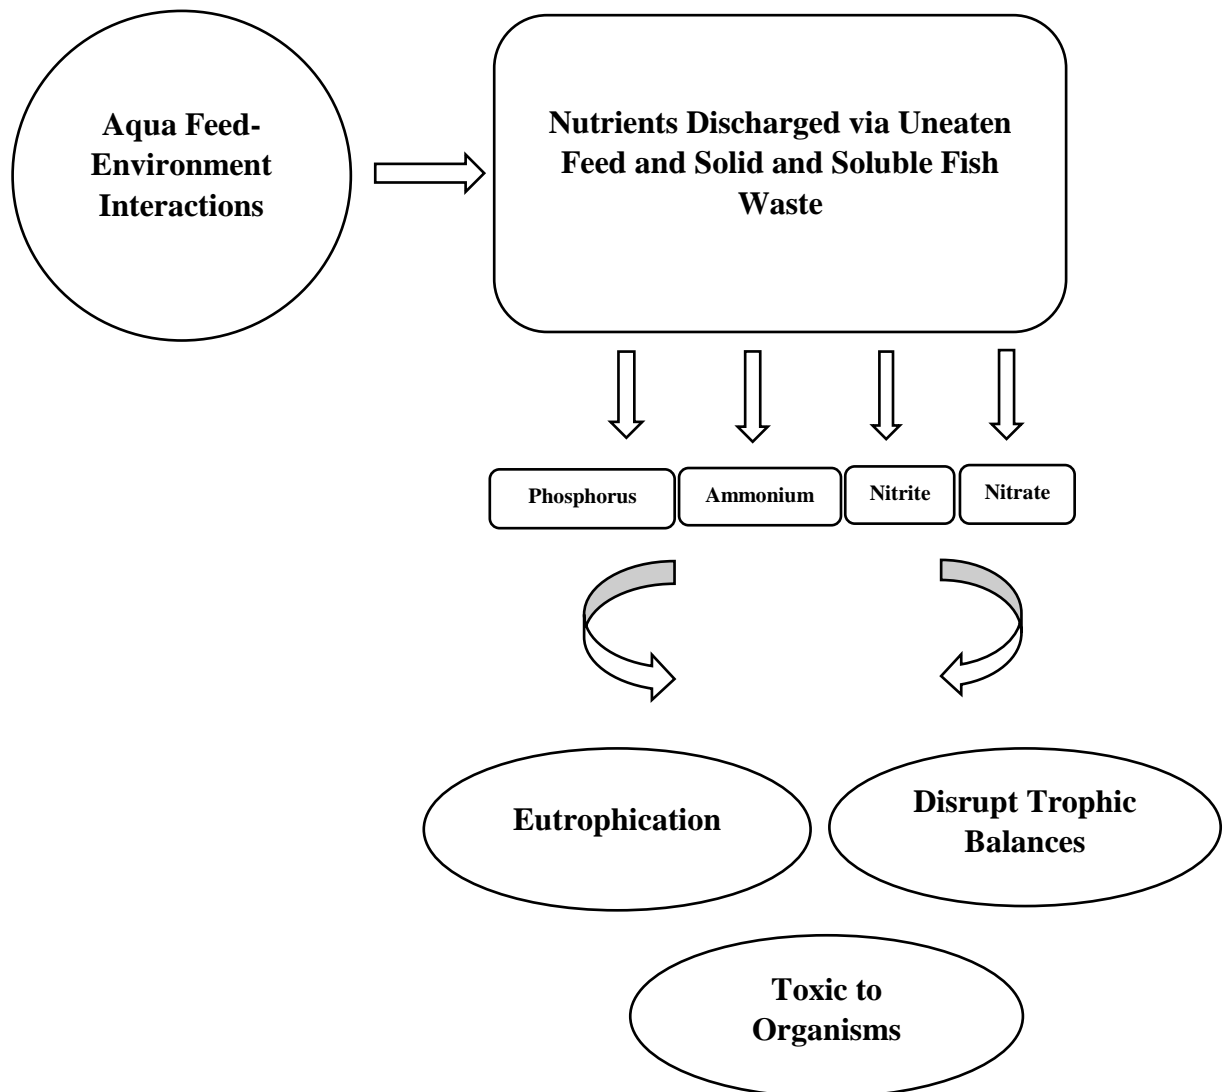 Aqua Feed-
Environment
Interactions
Nutrients Discharged via Uneaten
Feed and Solid and Soluble Fish
Waste
Phosphorus
Ammonium
Nitrite
Nitrate
Eutrophication
Disrupt Trophic
Balances
Toxic to
Organisms